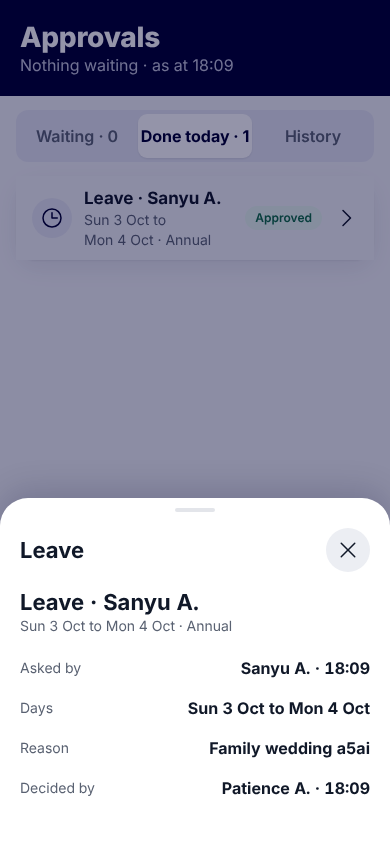 Approvals
Nothing waiting · as at 18:09
Waiting · 0
Done today · 1
History
Leave · Sanyu A.
Sun 3 Oct to
Mon 4 Oct · Annual
Approved
Leave
Leave · Sanyu A.
Sun 3 Oct to Mon 4 Oct · Annual
Asked by
Sanyu A. · 18:09
Days
Sun 3 Oct to Mon 4 Oct
Reason
Family wedding a5ai
Decided by
Patience A. · 18:09